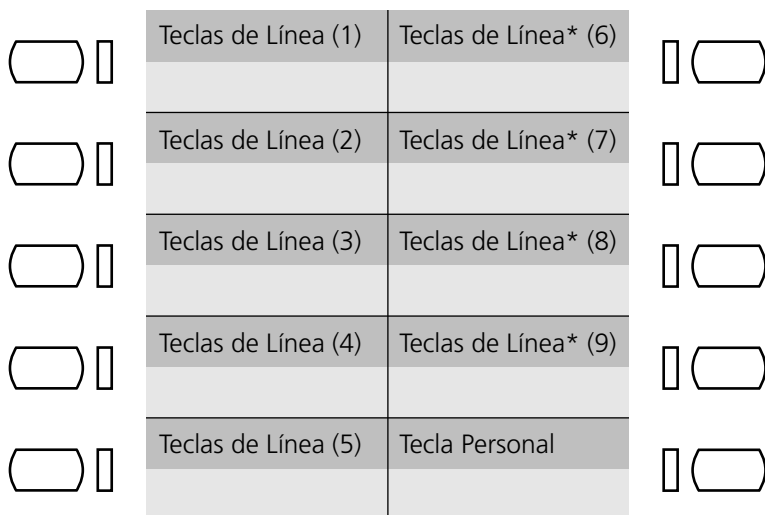 Teclas de Línea (1) Teclas de Línea* (6)
Teclas de Línea (2) Teclas de Línea* (7)
Teclas de Línea (3) Teclas de Línea* (8)
Teclas de Línea (4) Teclas de Línea* (9)
Teclas de Línea (5) Tecla Personal